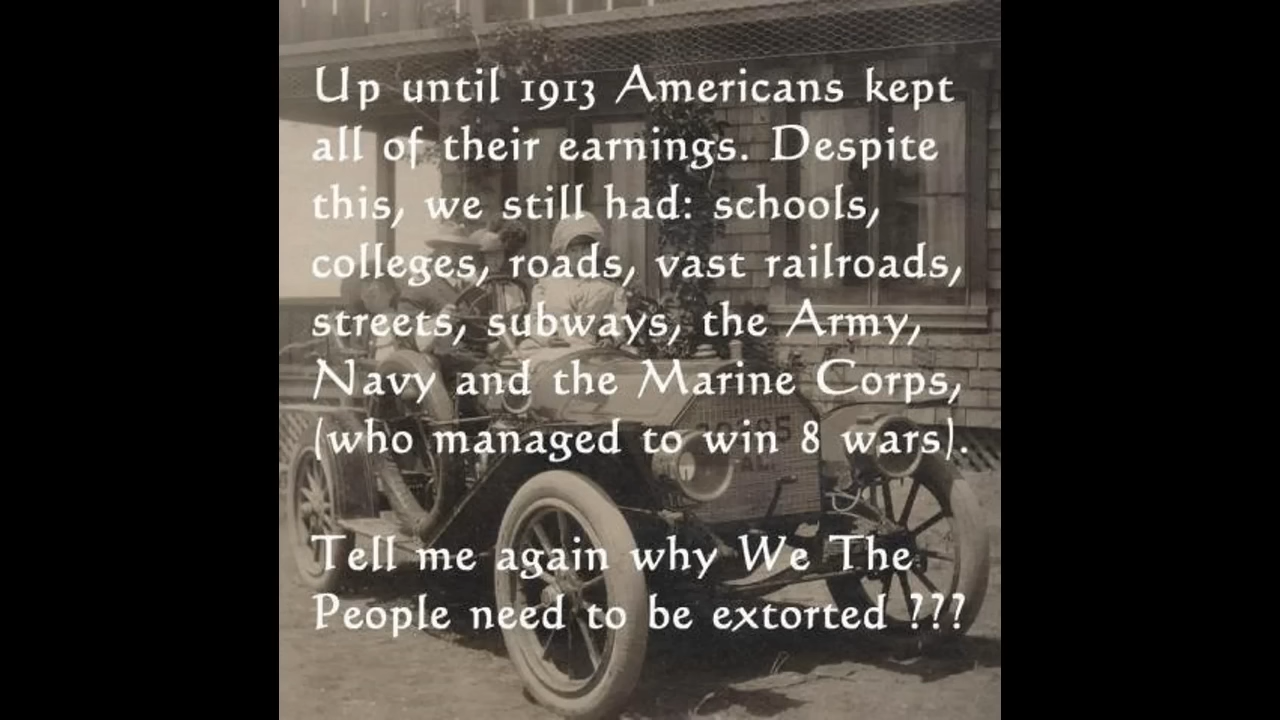 Up until 1913 Americans kept
all of their earnings. Despite
this, we still had: schools,
colleges, roads, vast railroads,
streets, subways, the Army,
Navy and the Marine Corps,
(who managed to win 8 wars).
Tell me again why We The
People need to be extorted ???